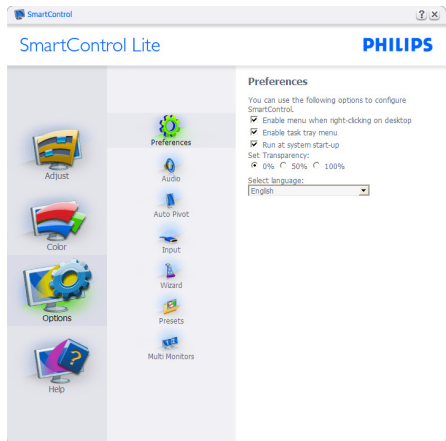 SmartControl
SmartControl Lite
PHILIPS
Adjust
Color
Options
Help
Preferences
Audio
Auto Pivot
Input
Wizard
Presets
Multi Monitors
Preferences
You can use the following options to configure
SmartControl.
Enable menu when right-clicking on desktop
Enable task tray menu
Run at system start-up
Set Transparency:
0% 50% 100%
Select language:
English